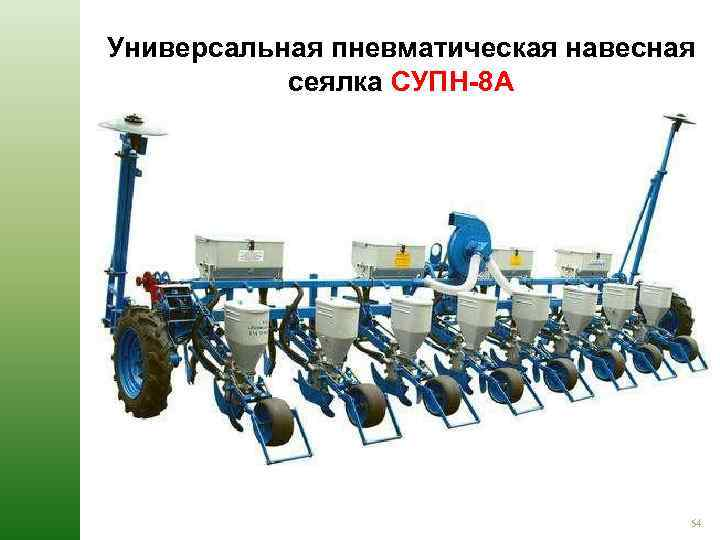 Универсальная пневматическая навесная
сеялка СУПН-8А
54